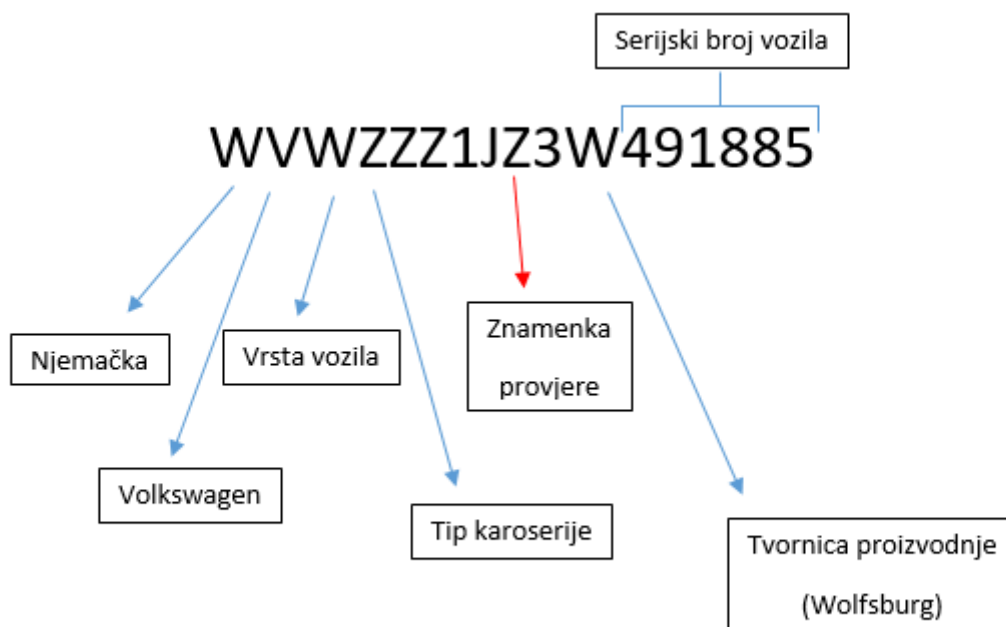 Serijski broj vozila
WVWZZZ1JZ3W491885
Njemačka
Vrsta vozila
Znamenka
provjere
Volkswagen
Tip karoserije
Tvornica proizvodnje
(Wolfsburg)